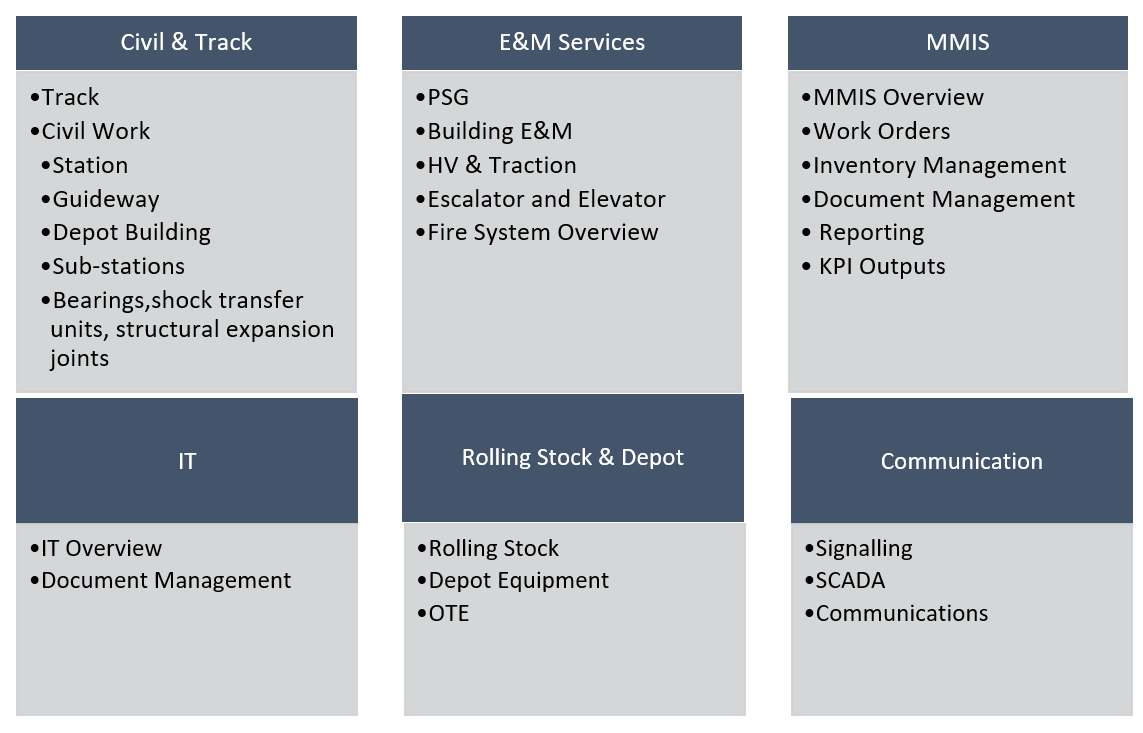 Civil & Track
•Track
•Civil Work
•Station
•Guideway
•Depot Building
•Sub-stations
•Bearings,shock transfer
units, structural expansion
joints
E&M Services
•PSG
•Building E&M
•HV & Traction
•Escalator and Elevator
•Fire System Overview
MMIS
•MMIS Overview
•Work Orders
•Inventory Management
•Document Management
• Reporting
• KPI Outputs
IT
•IT Overview
•Document Management
Rolling Stock & Depot
•Rolling Stock
•Depot Equipment
•OTE
Communication
•Signalling
•SCADA
•Communications